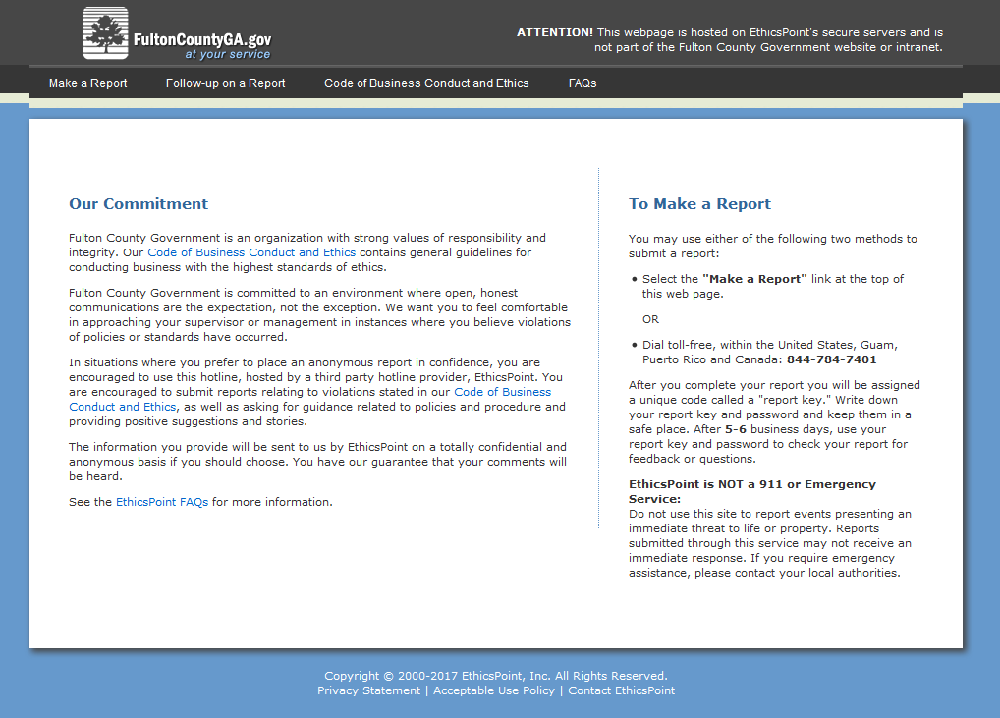 FultonCountyGA.gov
at your service
ATTENTION! This webpage is hosted on EthicsPoint's secure servers and is
not part of the Fulton County Government website or intranet.
Make a Report
Follow-up on a Report
Code of Business Conduct and Ethics
FAQs
Our Commitment
Fulton County Government is an organization with strong values of responsibility and
integrity. Our Code of Business Conduct and Ethics contains general guidelines for
conducting business with the highest standards of ethics.
Fulton County Government is committed to an environment where open, honest
communications are the expectation, not the exception. We want you to feel comfortable
in approaching your supervisor or management in instances where you believe violations
of policies or standards have occurred.
In situations where you prefer to place an anonymous report in confidence, you are
encouraged to use this hotline, hosted by a third party hotline provider, EthicsPoint. You
are encouraged to submit reports relating to violations stated in our Code of Business
Conduct and Ethics, as well as asking for guidance related to policies and procedure and
providing positive suggestions and stories.
The information you provide will be sent to us by EthicsPoint on a totally confidential and
anonymous basis if you should choose. You have our guarantee that your comments will
be heard.
See the EthicsPoint FAQs for more information.
To Make a Report
You may use either of the following two methods to
submit a report:
• Select the "Make a Report" link at the top of
this web page.
OR
• Dial toll-free, within the United States, Guam,
Puerto Rico and Canada: 844-784-7401
After you complete your report you will be assigned
a unique code called a "report key." Write down
your report key and password and keep them in a
safe place. After 5-6 business days, use your
report key and password to check your report for
feedback or questions.
EthicsPoint is NOT a 911 or Emergency
Service:
Do not use this site to report events presenting an
immediate threat to life or property. Reports
submitted through this service may not receive an
immediate response. If you require emergency
assistance, please contact your local authorities.
Copyright © 2000-2017 EthicsPoint, Inc. All Rights Reserved.
Privacy Statement | Acceptable Use Policy | Contact EthicsPoint